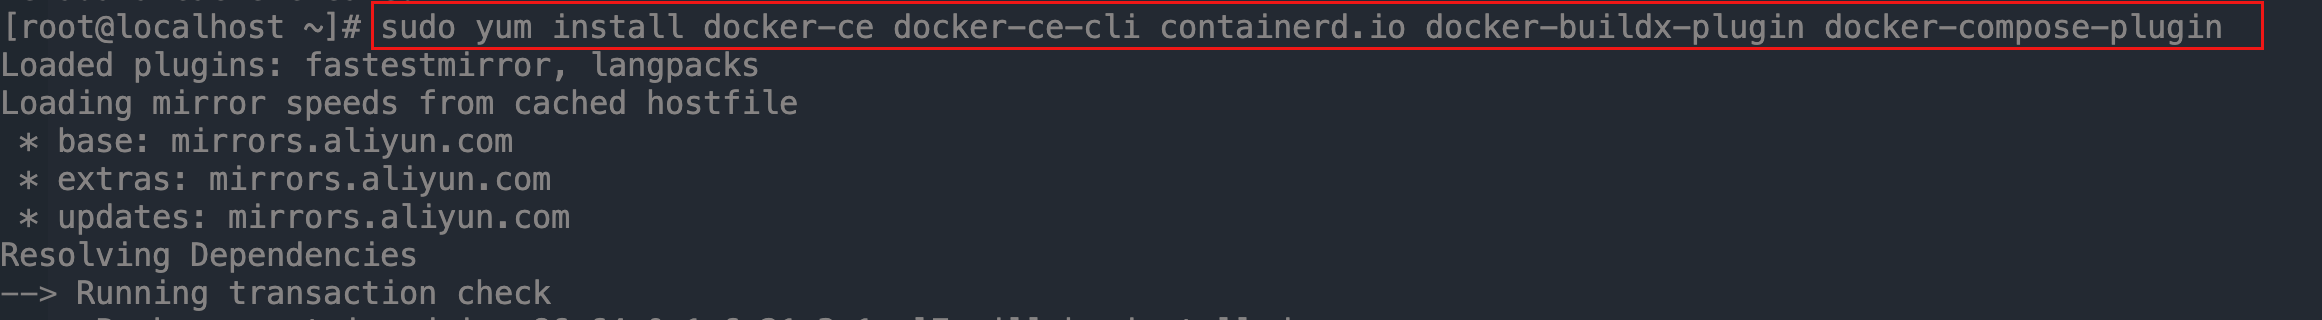 [root@localhost ~]# sudo yum install docker-ce docker-ce-cli containerd.io docker-buildx-plugin docker-compose-plugin
Loaded plugins: fastestmirror, langpacks
Loading mirror speeds from cached hostfile
 * base: mirrors.aliyun.com
 * extras: mirrors.aliyun.com
 * updates: mirrors.aliyun.com
Resolving Dependencies
--> Running transaction check